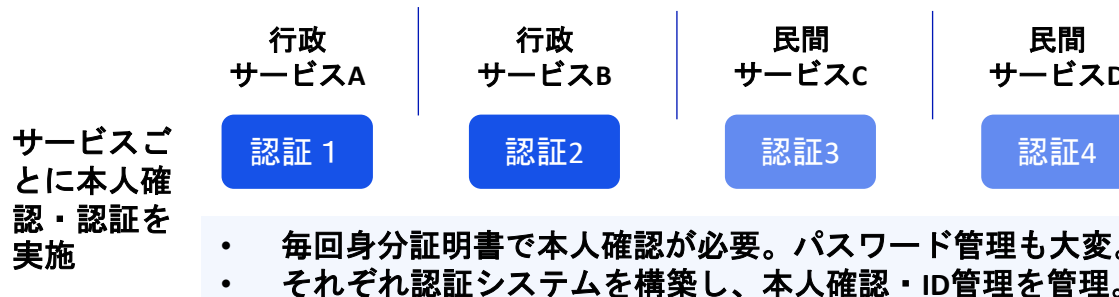 行政
サービスA
行政
サービスB
民間
サービスC
民間
サービスD
サービスご
とに本人確
認・認証を
実施
認証１
認証2
認証3
認証4
• 毎回身分証明書で本人確認が必要。パスワード管理も大変。
• それぞれ認証システムを構築し、本人確認・ID管理を管理。